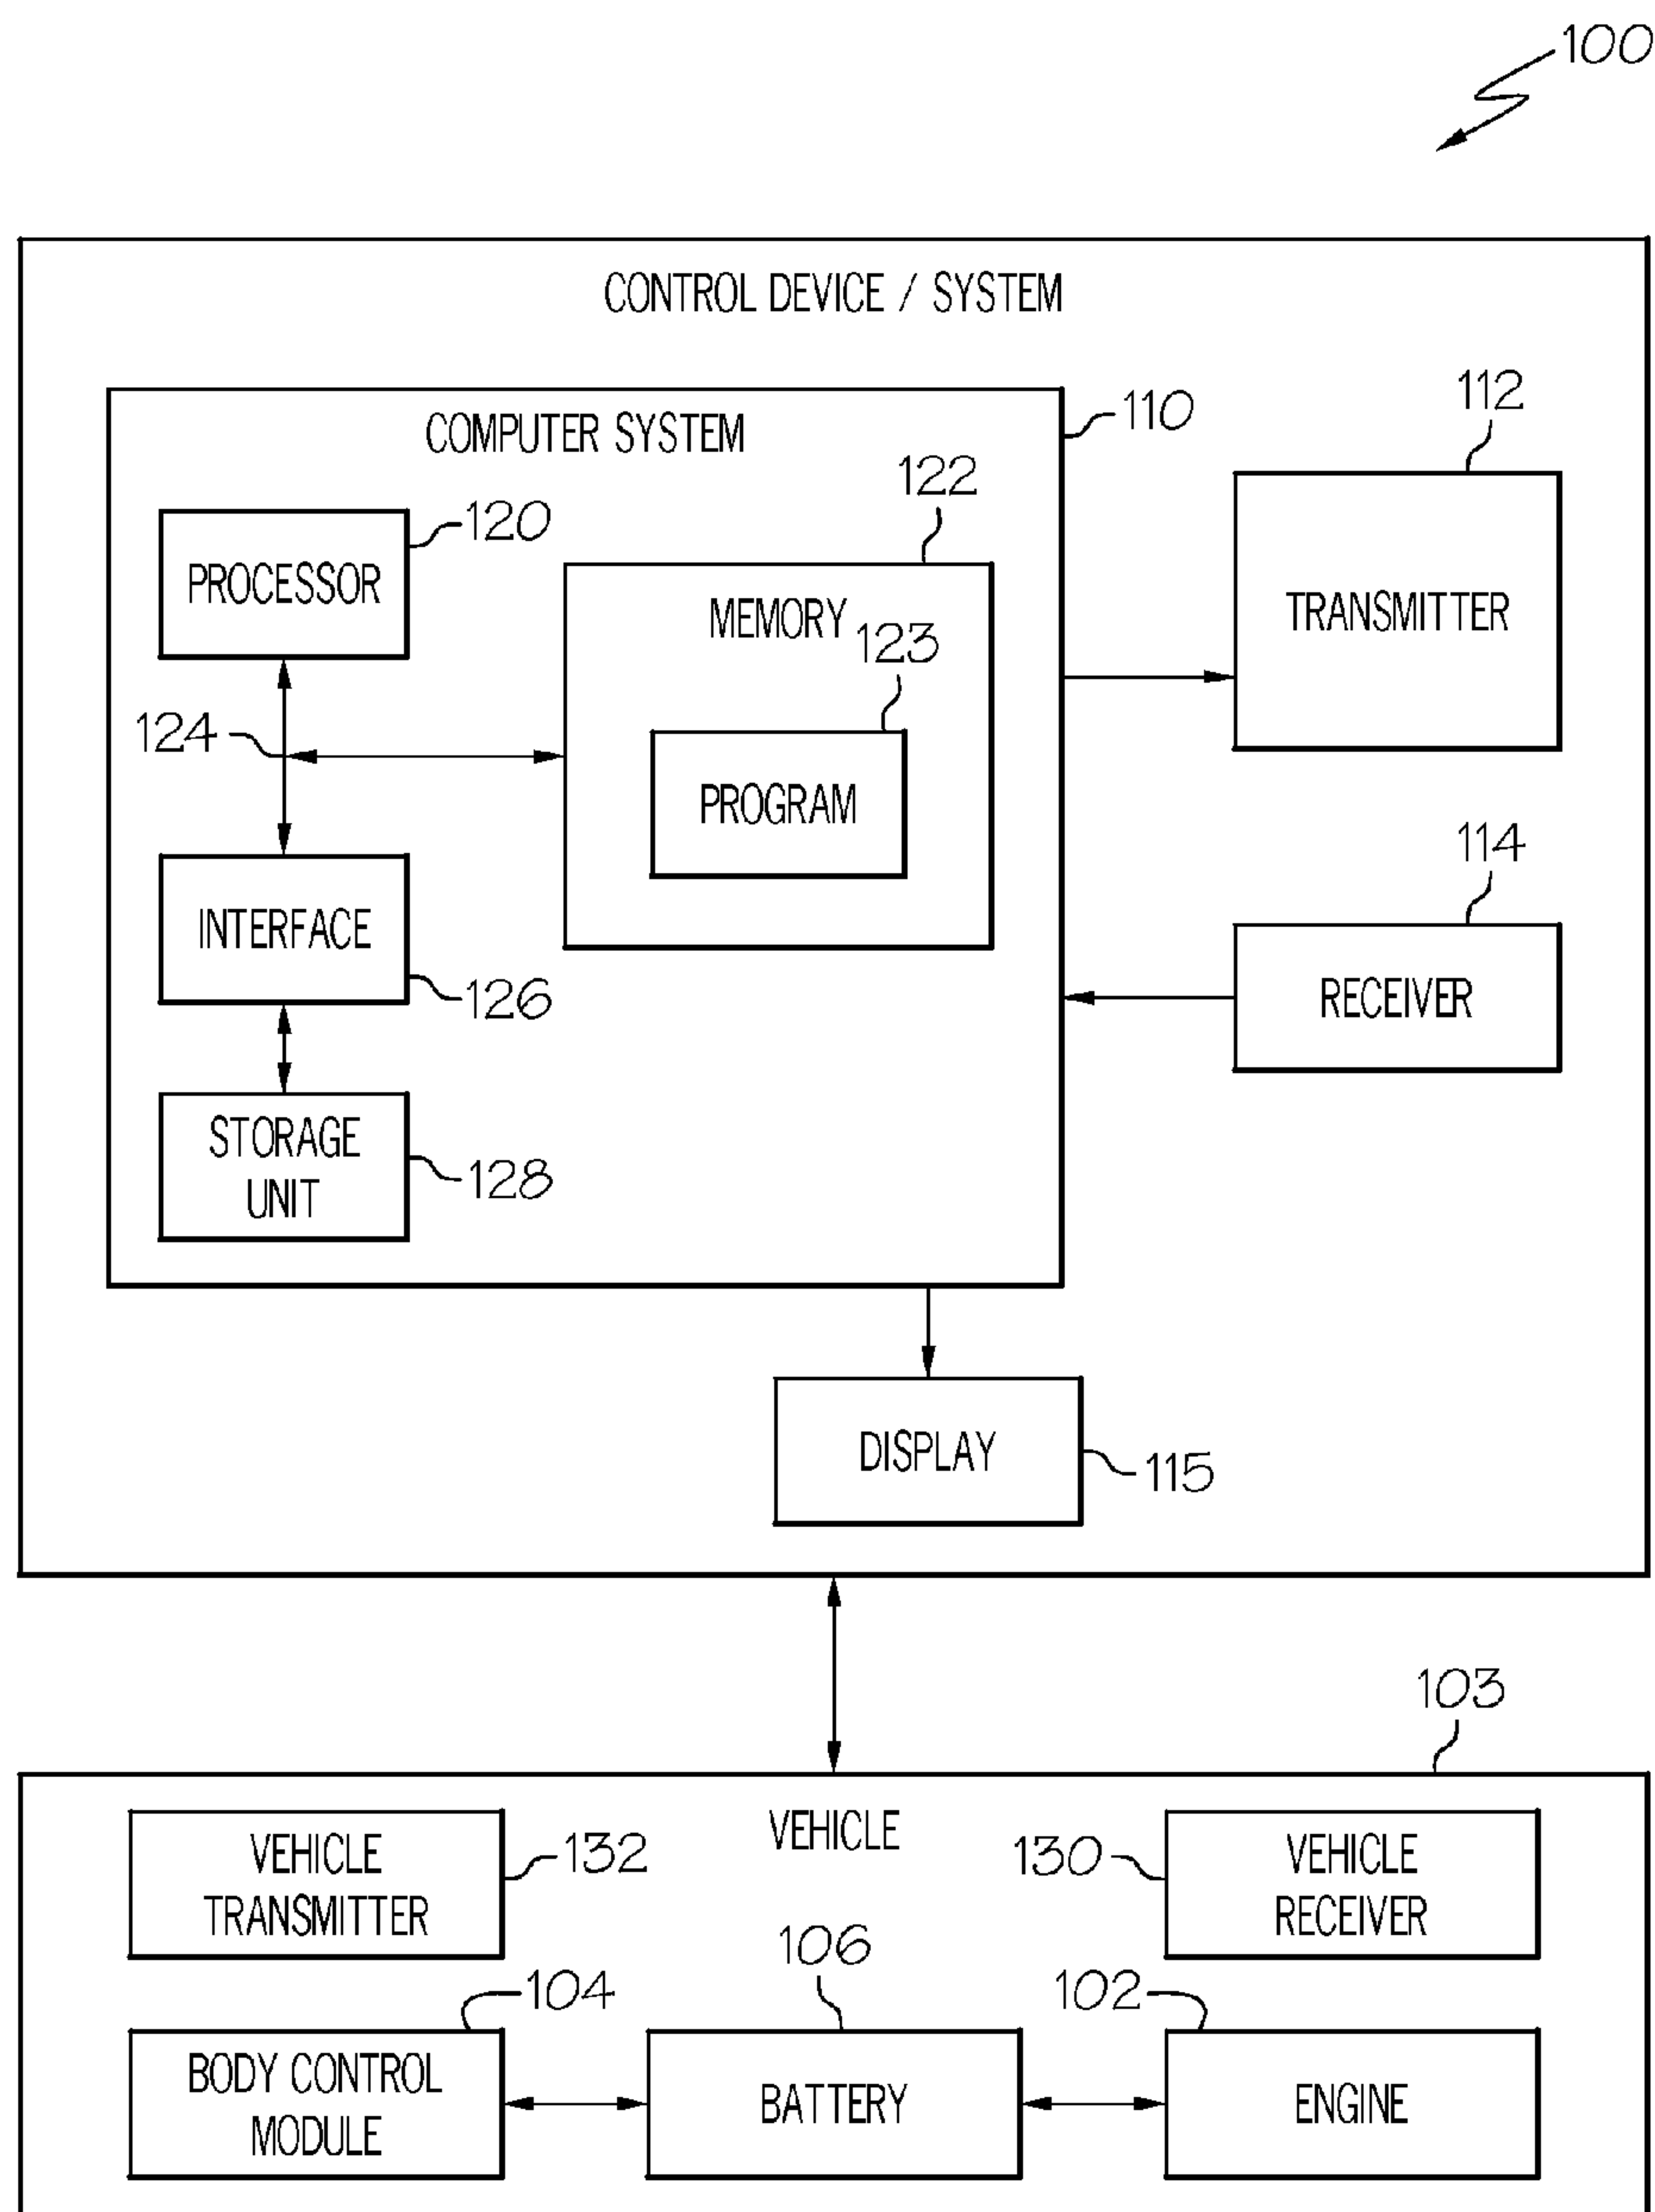 100
CONTROL DEVICE / SYSTEM
COMPUTER SYSTEM
110
112
122
120
PROCESSOR
MEMORY
TRANSMITTER
123
124
PROGRAM
114
INTERFACE
126
RECEIVER
STORAGE
UNIT
128
DISPLAY
115
103
VEHICLE
VEHICLE
TRANSMITTER
132
130
VEHICLE
RECEIVER
106
104
102
BODY CONTROL
MODULE
BATTERY
ENGINE